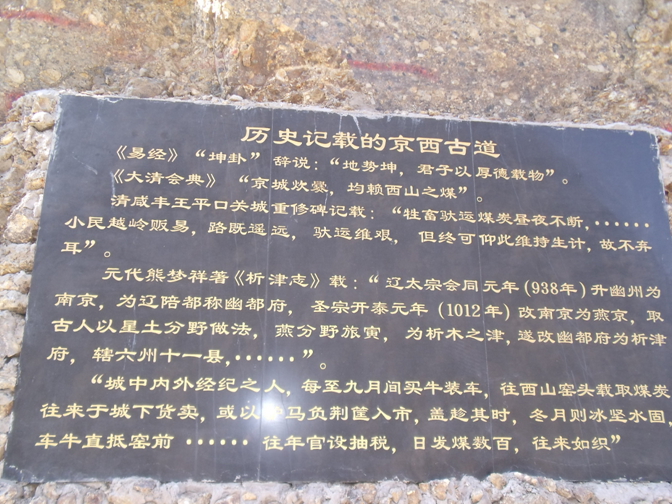 历史记载的京西古道
《易经》“坤卦”辞说：“地势坤，君子以厚德载物”。
《大清会典》“京城炊爨，均赖西山之煤”。
清咸丰王平口关城重修碑记载：“牲畜驮运煤炭昼夜不断，······
小民越岭贩易，路既遥远，驮运维艰，但终可仰此维持生计，故不弃
耳”。
元代熊梦祥著《析津志》载：“辽太宗会同元年（938年）升幽州为
南京，为辽陪都称幽都府，圣宗开泰元年（1012年）改南京为燕京，取
古人以星土分野做法，燕分野旅寅，为析木之津，遂改幽都府为析津
府，辖六州十一县，······”。
“城中内外经纪之人，每至九月间买牛装车，往西山窑头载取煤炭
往来于城下货卖，或以 马负荆筐入市，盖趁其时，冬月则冰坚水固，
车牛直抵窑前 ······ 往年官设抽税，日发煤数百，往来如织”